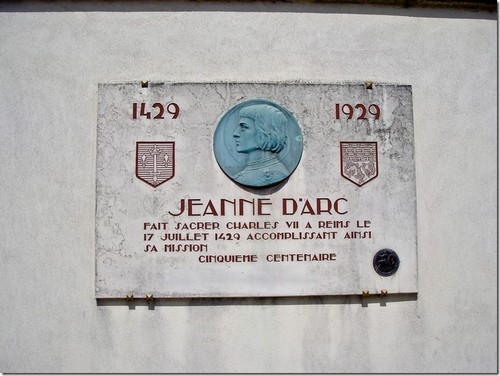 1429 1929
JEANNE D'ARC
FAIT SACRER CHARLES VII A REIMS LE
17 JUILLET 1429 ACCOMPLISSANT AINSI
SA MISSION
CINQUIEME CENTENAIRE